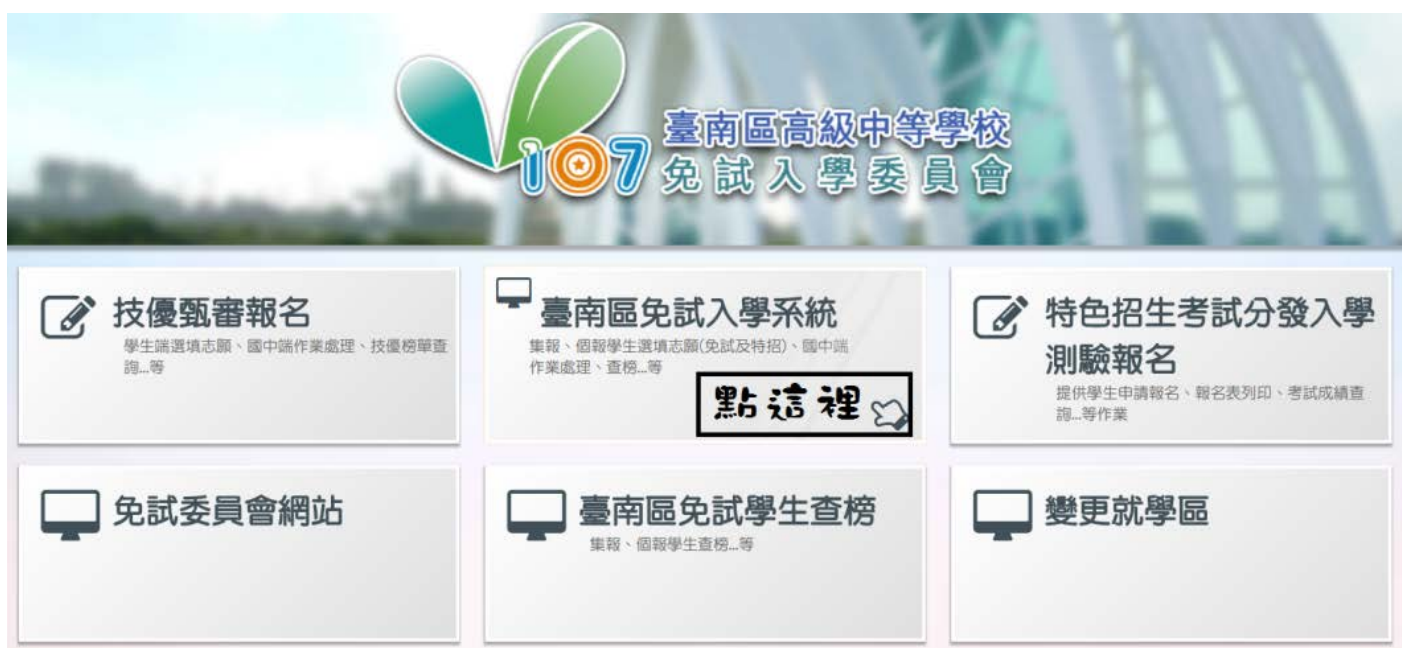 107
臺南區高級中等學校
免試入學委員會
技優甄審報名
學生端選填志願、國中端作業處理、技優榜單查
詢...等
臺南區免試入學系統
集報、個報學生選填志願(免試及特招)、國中端
作業處理、查榜...等
點這裡
特色招生考試分發入學
測驗報名
提供學生申請報名、報名表列印、考試成績查
詢...等作業
免試委員會網站
臺南區免試學生查榜
集報、個報學生查榜...等
變更就學區